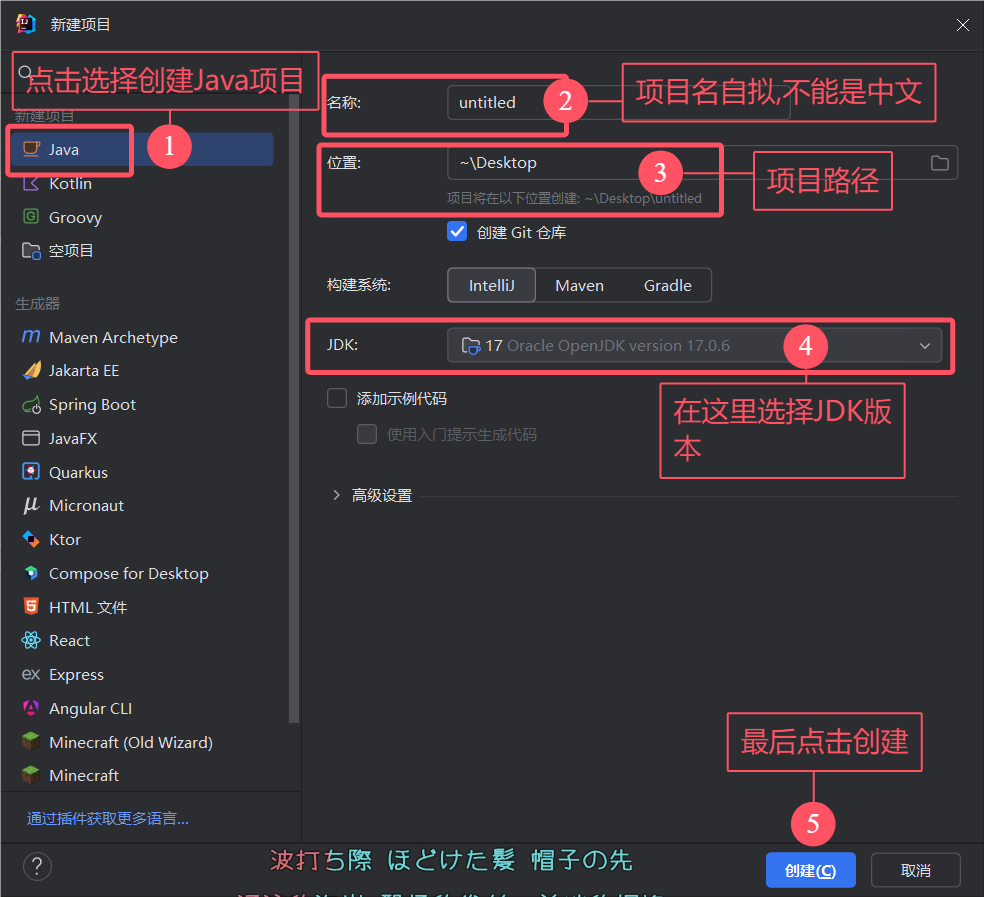 新建项目
点击选择创建Java项目
新建项目
1
Java
Kotlin
Groovy
空项目
生成器
Maven Archetype
Jakarta EE
Spring Boot
JavaFX
Quarkus
Micronaut
Ktor
Compose for Desktop
HTML 文件
React
Express
Angular CLI
Minecraft (Old Wizard)
Minecraft
通过插件获取更多语言...
?
名称:
untitled
2
项目名自拟,不能是中文
位置:
~\Desktop
3
项目路径
项目将在以下位置创建: ~\Desktop\untitled
创建 Git 仓库
构建系统:
IntelliJ
Maven
Gradle
JDK:
17 Oracle OpenJDK version 17.0.6
4
在这里选择JDK版
本
添加示例代码
使用入门提示生成代码
高级设置
最后点击创建
5
波打ち際 ほどけた髪 帽子の先
创建(C)
取消